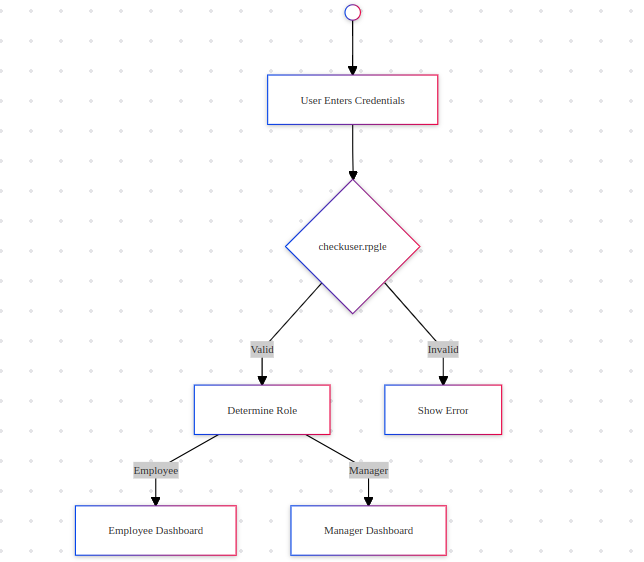 User Enters Credentials
checkuser.rpgle
Valid
Invalid
Determine Role
Show Error
Employee
Manager
Employee Dashboard
Manager Dashboard